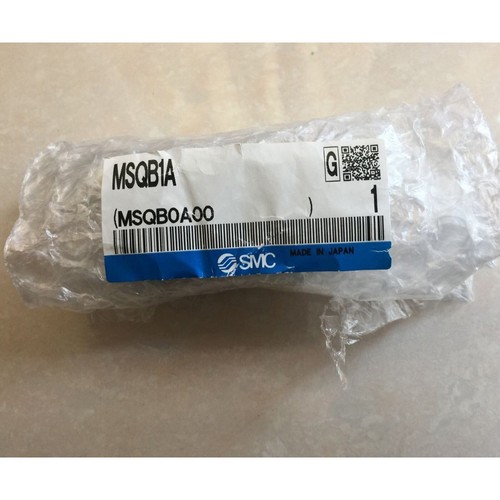 MSQB1A
G
(MSQB0A00 )
1
SMC
MADE IN JAPAN